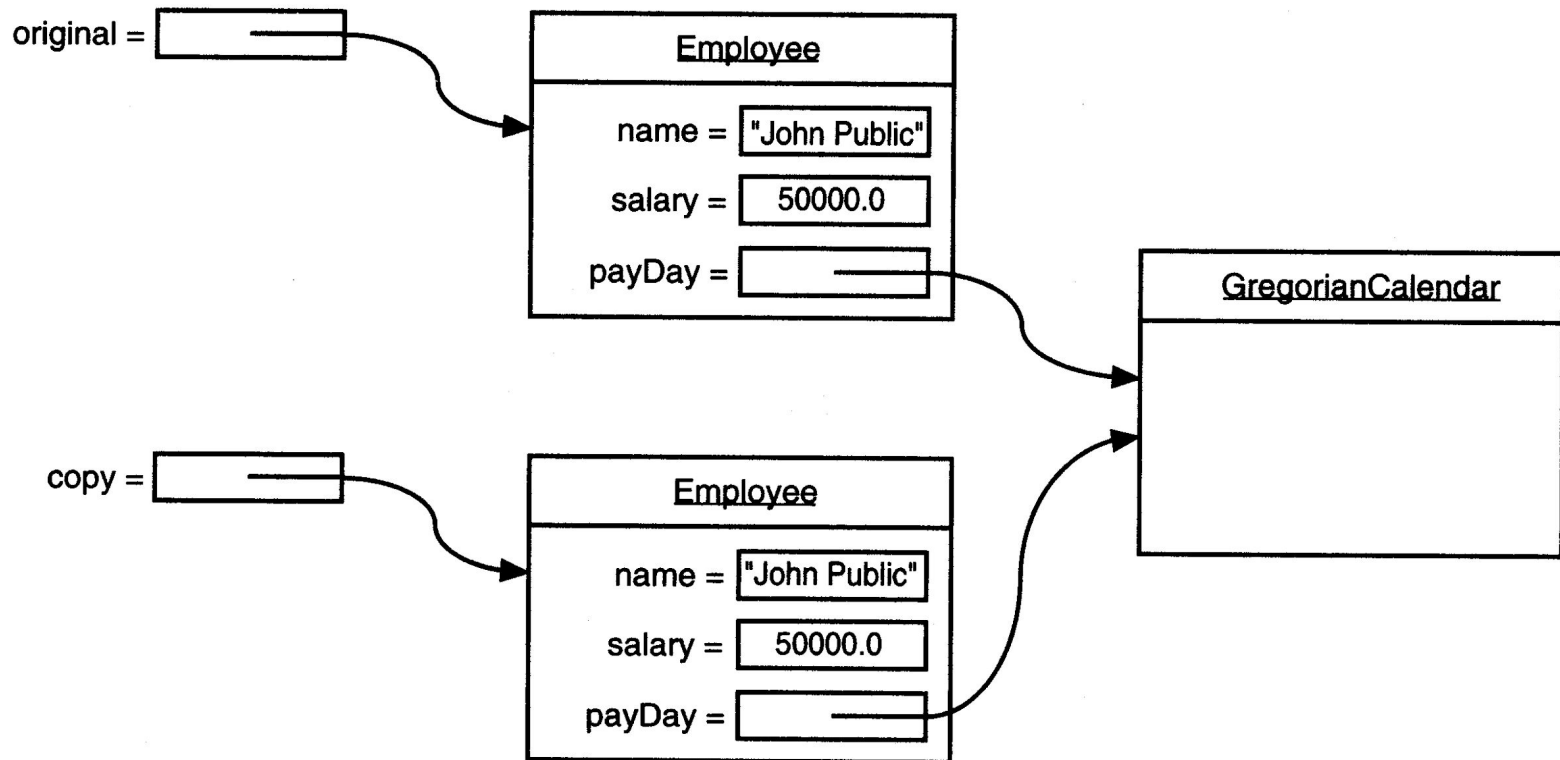 original =
Employee
name = "John Public"
salary = 50000.0
payDay =
GregorianCalendar
copy =
Employee
name = "John Public"
salary = 50000.0
payDay =